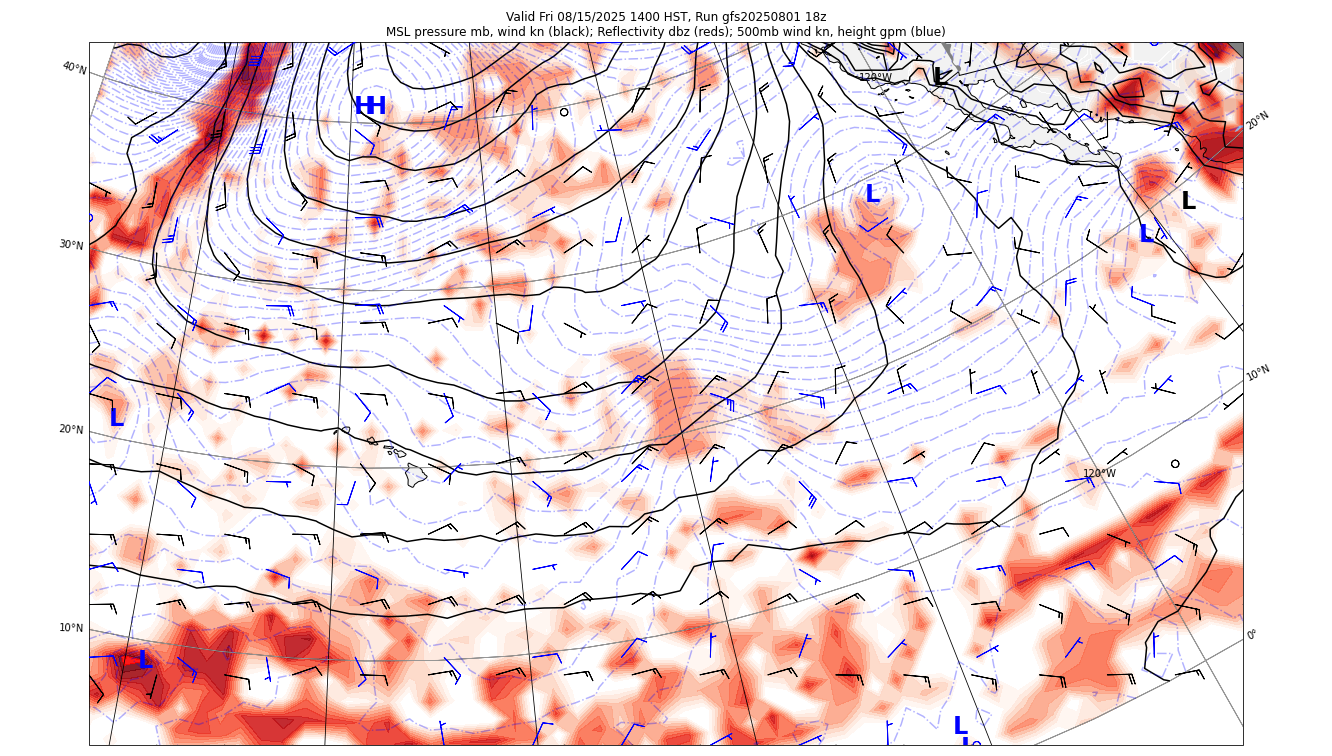 Valid Fri 08/15/2025 1400 HST, Run gfs20250801 18z
MSL pressure mb, wind kn (black); Reflectivity dbz (reds); 500mb wind kn, height gpm (blue)
40°N
120°W
L
HH
20°N
L
L
30°N
L
10°N
L
20°N
120°W
10°N
0°
L
L
L